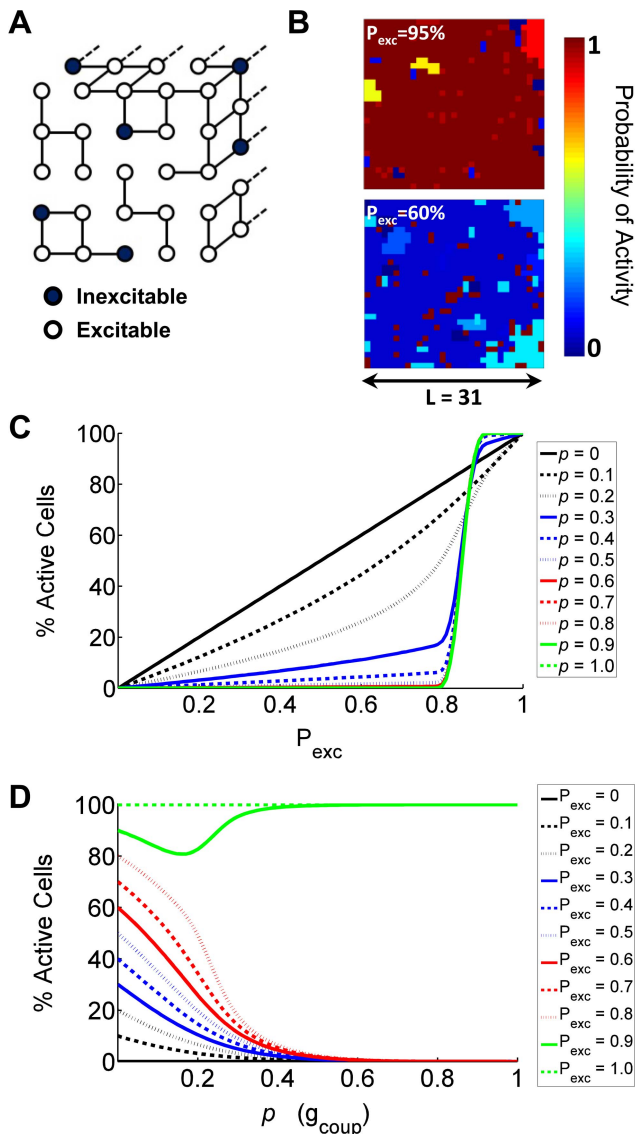 A
Inexcitable
Excitable
B
Pexc=95%
Pexc=60%
L = 31
1
0
Probability of Activity
C
% Active Cells
100
80
60
40
20
0
0.2
0.4
0.6
0.8
1
Pexc
p = 0
p = 0.1
p = 0.2
p = 0.3
p = 0.4
p = 0.5
p = 0.6
p = 0.7
p = 0.8
p = 0.9
p = 1.0
D
% Active Cells
100
80
60
40
20
0
0.2
0.4
0.6
0.8
1
p (gcoup)
Pexc = 0
Pexc = 0.1
Pexc = 0.2
Pexc = 0.3
Pexc = 0.4
Pexc = 0.5
Pexc = 0.6
Pexc = 0.7
Pexc = 0.8
Pexc = 0.9
Pexc = 1.0